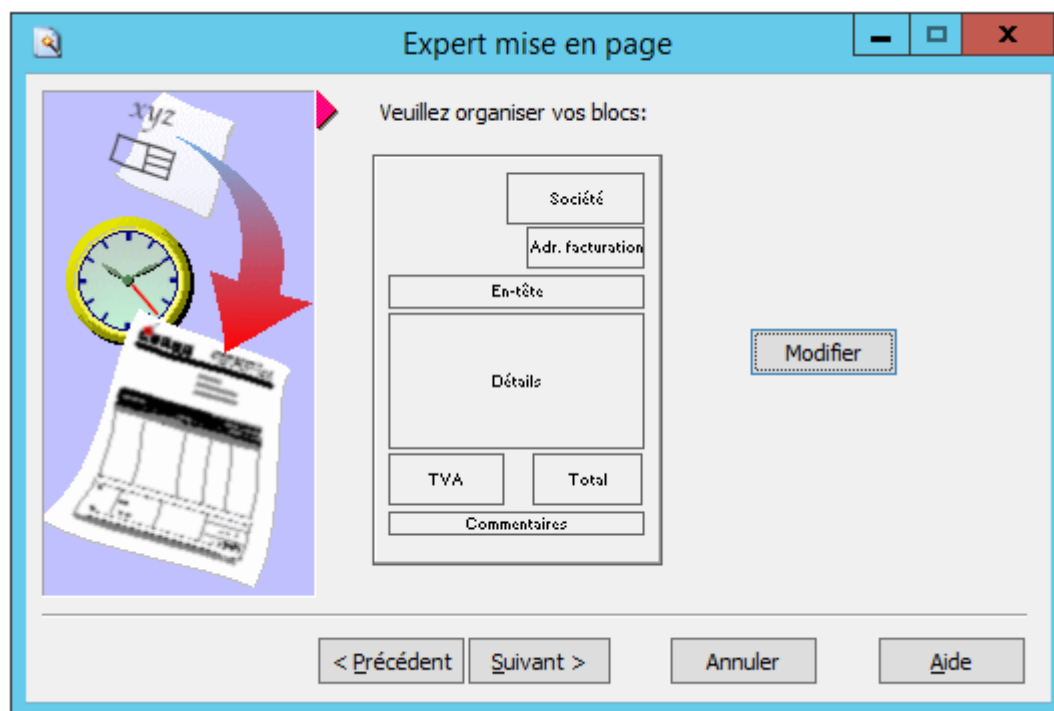 Expert mise en page
xyz
Veuillez organiser vos blocs:
Société
Adr. facturation
En-tête
Détails
TVA
Total
Commentaires
Modifier
< Précédent
Suivant >
Annuler
Aide